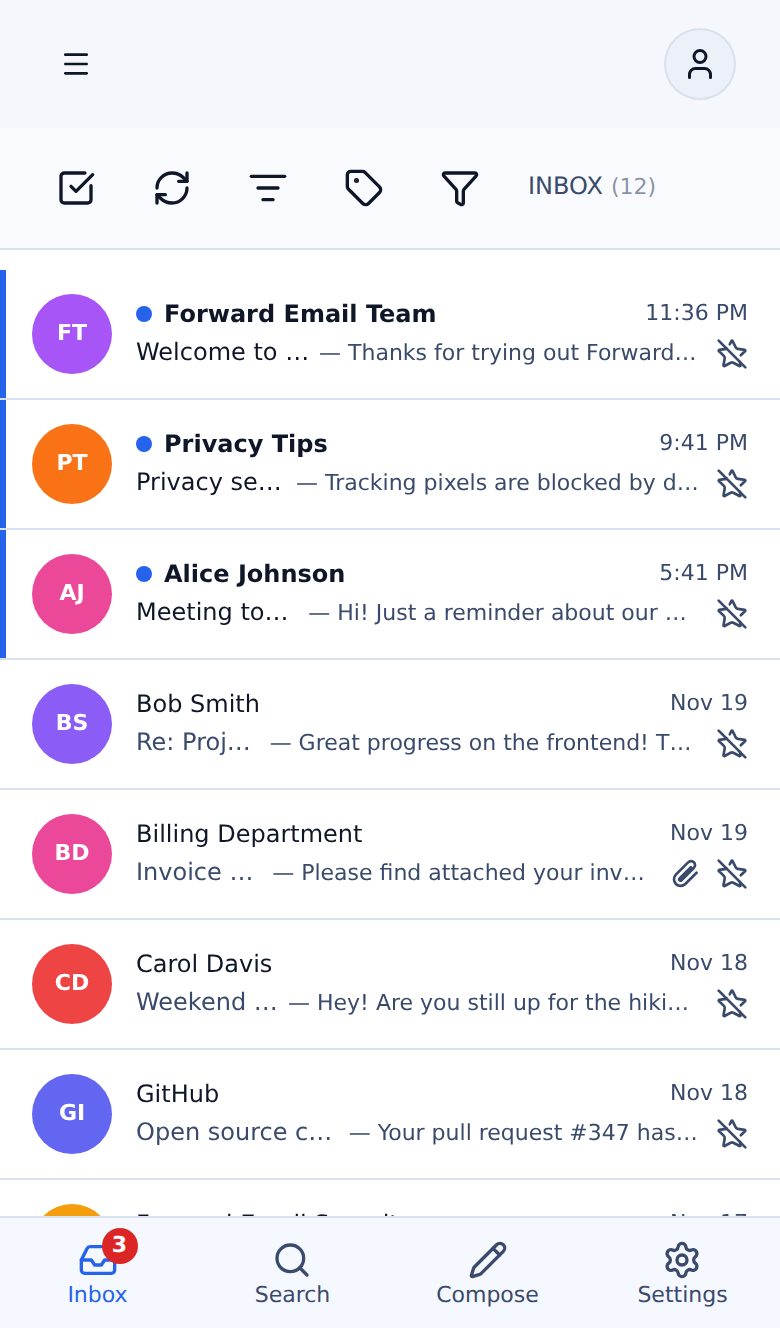 INBOX (12)
FT
Forward Email Team 11:36 PM
Welcome to ... — Thanks for trying out Forward...
PT
Privacy Tips 9:41 PM
Privacy se... — Tracking pixels are blocked by d...
AJ
Alice Johnson 5:41 PM
Meeting to... — Hi! Just a reminder about our ...
BS
Bob Smith Nov 19
Re: Proj... — Great progress on the frontend! T...
BD
Billing Department Nov 19
Invoice ... — Please find attached your inv...
CD
Carol Davis Nov 18
Weekend ... — Hey! Are you still up for the hiki...
GI
GitHub Nov 18
Open source c... — Your pull request #347 has...
3
Inbox Search Compose Settings